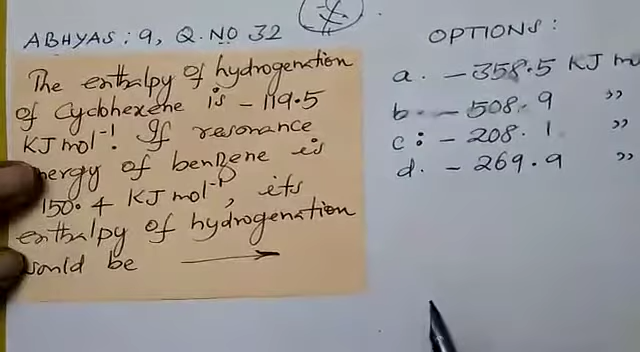 ABHYAS: 9, Q. NO 32
The enthalpy of hydrogenation
of Cyclohexene is - 119.5
KJ mol⁻¹. If resonance
nergy of benzene is
150.4 KJ mol⁻¹, its
enthalpy of hydrogenation
would be
OPTIONS:
a. - 358.5 KJ mo
b. - 508.9 "
c: - 208.1 "
d. - 269.9 "